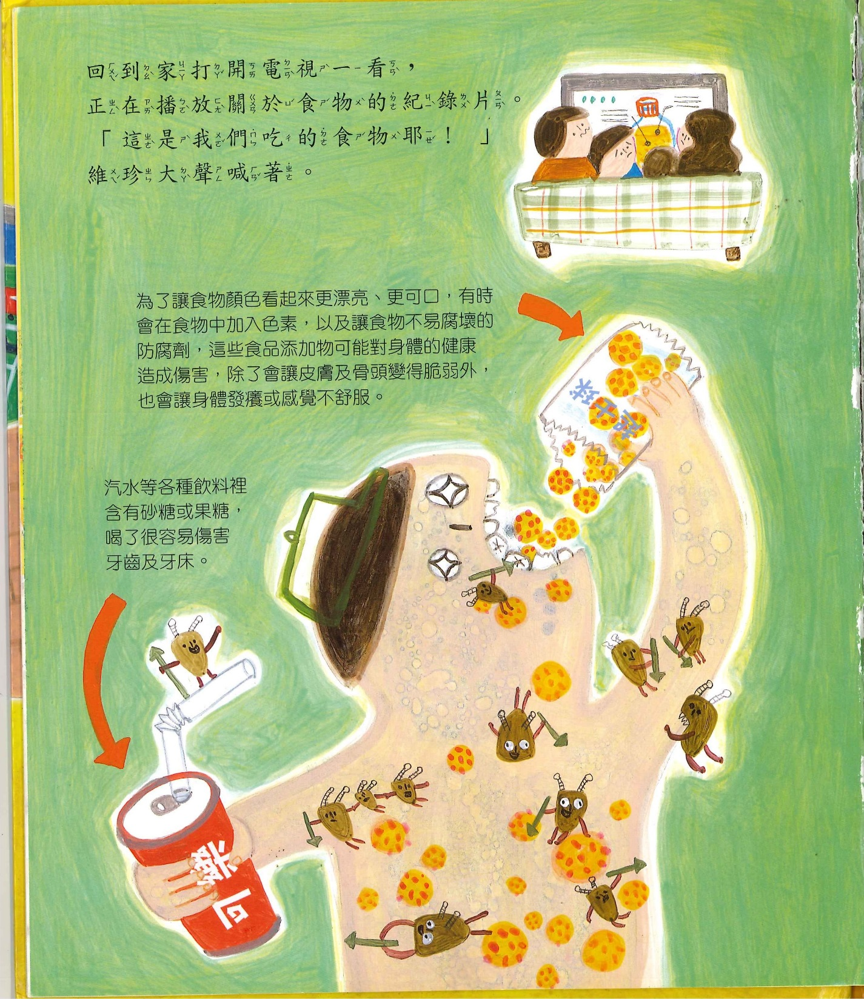 回到家打開電視一看，
正在播放關於食物的紀錄片。
「這是我們吃的食物耶！」
維珍大聲喊著。
為了讓食物顏色看起來更漂亮、更可口，有時
會在食物中加入色素，以及讓食物不易腐壞的
防腐劑，這些食品添加物可能對身體的健康
造成傷害，除了會讓皮膚及骨頭變得脆弱外，
也會讓身體發癢或感覺不舒服。
起士球
汽水等各種飲料裡
含有砂糖或果糖，
喝了很容易傷害
牙齒及牙床。